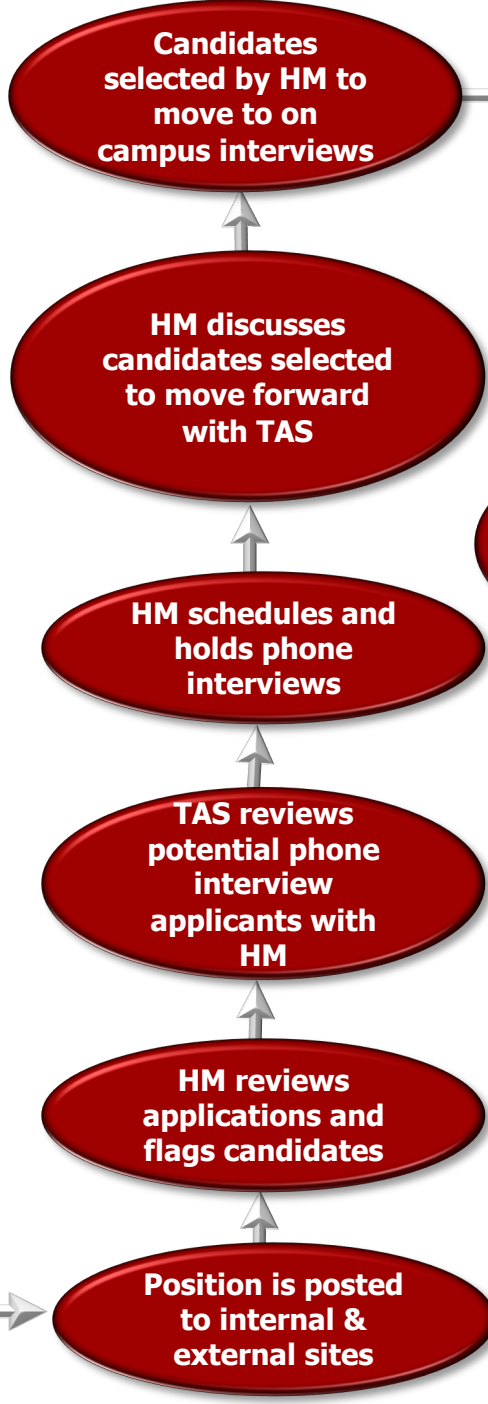 Candidates
selected by HM to
move to on
campus interviews
HM discusses
candidates selected
to move forward
with TAS
HM schedules and
holds phone
interviews
TAS reviews
potential phone
interview
applicants with
HM
HM reviews
applications and
flags candidates
Position is posted
to internal &
external sites